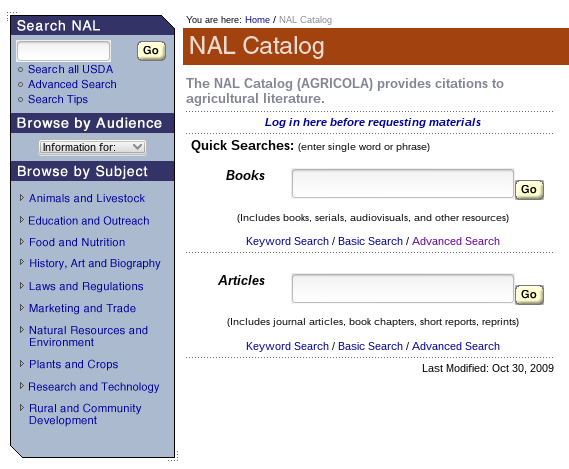 Search NAL
Go
Search all USDA
Advanced Search
Search Tips
Browse by Audience
Information for:
Browse by Subject
Animals and Livestock
Education and Outreach
Food and Nutrition
History, Art and Biography
Laws and Regulations
Marketing and Trade
Natural Resources and
Environment
Plants and Crops
Research and Technology
Rural and Community
Development
You are here: Home / NAL Catalog
NAL Catalog
The NAL Catalog (AGRICOLA) provides citations to
agricultural literature.
Log in here before requesting materials
Quick Searches: (enter single word or phrase)
Books
Go
(Includes books, serials, audiovisuals, and other resources)
Keyword Search / Basic Search / Advanced Search
Articles
Go
(Includes journal articles, book chapters, short reports, reprints)
Keyword Search / Basic Search / Advanced Search
Last Modified: Oct 30, 2009